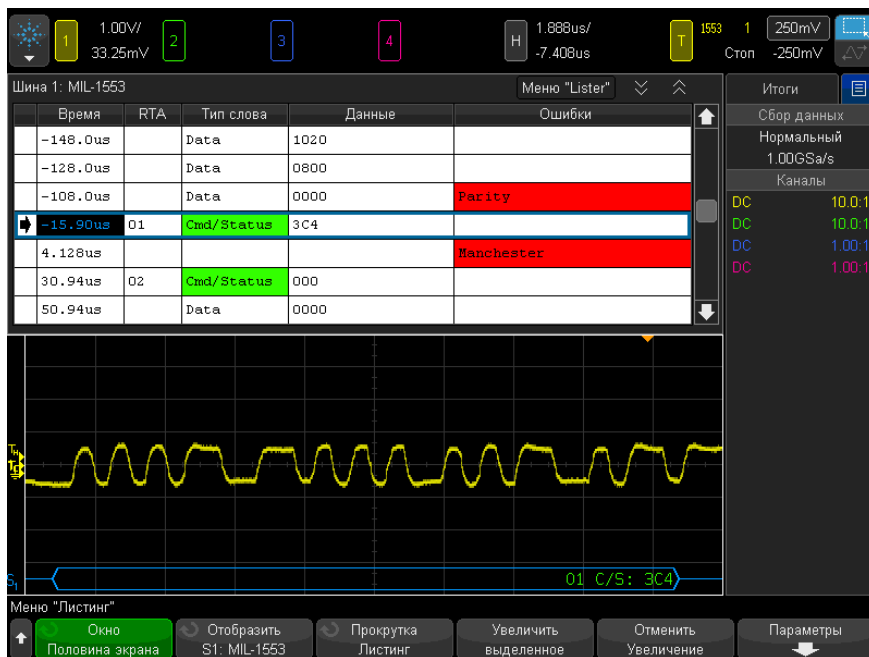 1 1.00V/ 33.25mV 2 3 4 H 1.888us/ -7.408us T 1553 1 250mV Стоп -250mV
Шина 1: MIL-1553 Меню "Lister"
Время RTA Тип слова Данные Ошибки
-148.0us Data 1020
-128.0us Data 0800
-108.0us Data 0000 Parity
-15.90us 01 Cmd/Status 3C4
4.128us Manchester
30.94us 02 Cmd/Status 000
50.94us Data 0000
Итоги
Сбор данных
Нормальный
1.00GSa/s
Каналы
DC 10.0:1
DC 10.0:1
DC 1.00:1
DC 1.00:1
S1 01 C/S: 3C4
Меню "Листинг"
Окно
Половина экрана
Отобразить
S1: MIL-1553
Прокрутка
Листинг
Увеличить
выделенное
Отменить
Увеличение
Параметры